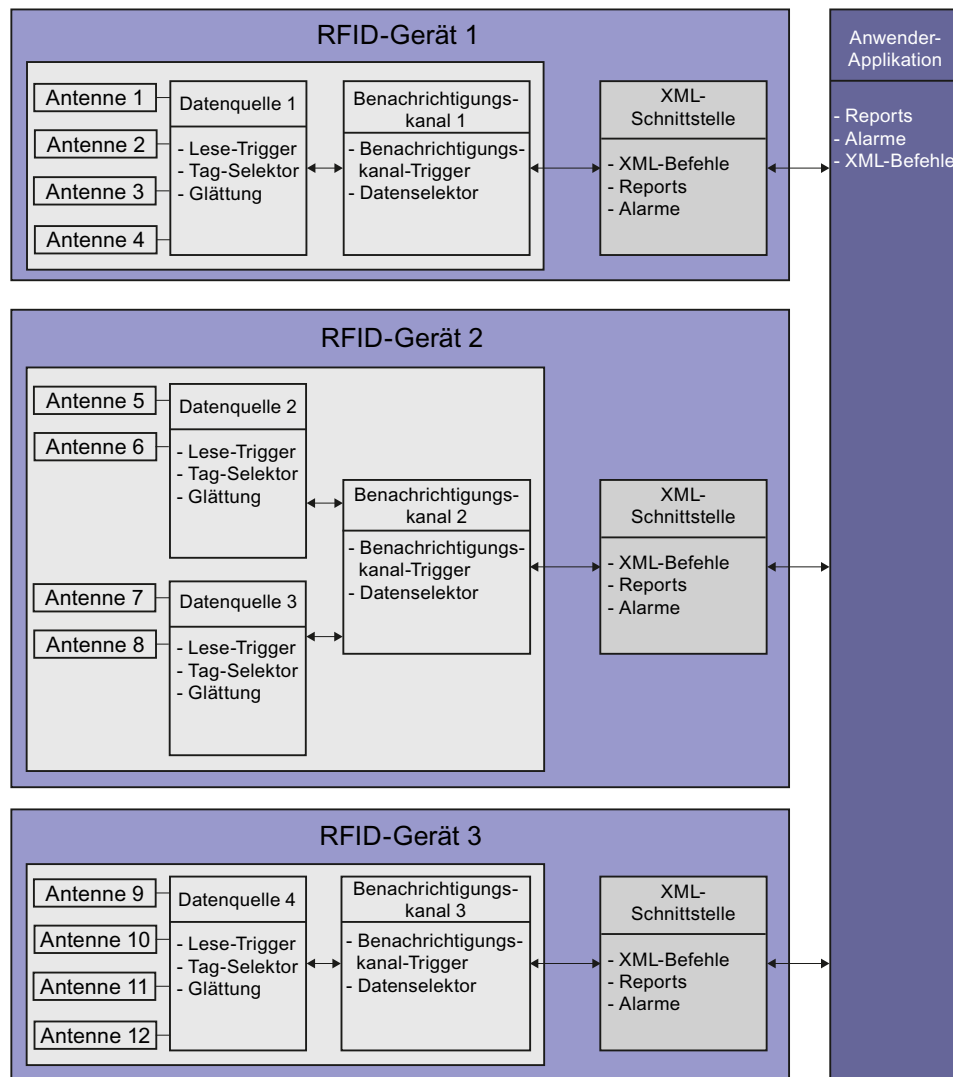 RFID-Gerät 1
Antenne 1
Antenne 2
Antenne 3
Antenne 4
Datenquelle 1
- Lese-Trigger
- Tag-Selektor
- Glättung
Benachrichtigungs-
kanal 1
- Benachrichtigungs-
kanal-Trigger
- Datenselektor
XML-
Schnittstelle
- XML-Befehle
- Reports
- Alarme
Anwender-
Applikation
- Reports
- Alarme
- XML-Befehle
RFID-Gerät 2
Antenne 5
Antenne 6
Datenquelle 2
- Lese-Trigger
- Tag-Selektor
- Glättung
Antenne 7
Antenne 8
Datenquelle 3
- Lese-Trigger
- Tag-Selektor
- Glättung
Benachrichtigungs-
kanal 2
- Benachrichtigungs-
kanal-Trigger
- Datenselektor
XML-
Schnittstelle
- XML-Befehle
- Reports
- Alarme
RFID-Gerät 3
Antenne 9
Antenne 10
Antenne 11
Antenne 12
Datenquelle 4
- Lese-Trigger
- Tag-Selektor
- Glättung
Benachrichtigungs-
kanal 3
- Benachrichtigungs-
kanal-Trigger
- Datenselektor
XML-
Schnittstelle
- XML-Befehle
- Reports
- Alarme